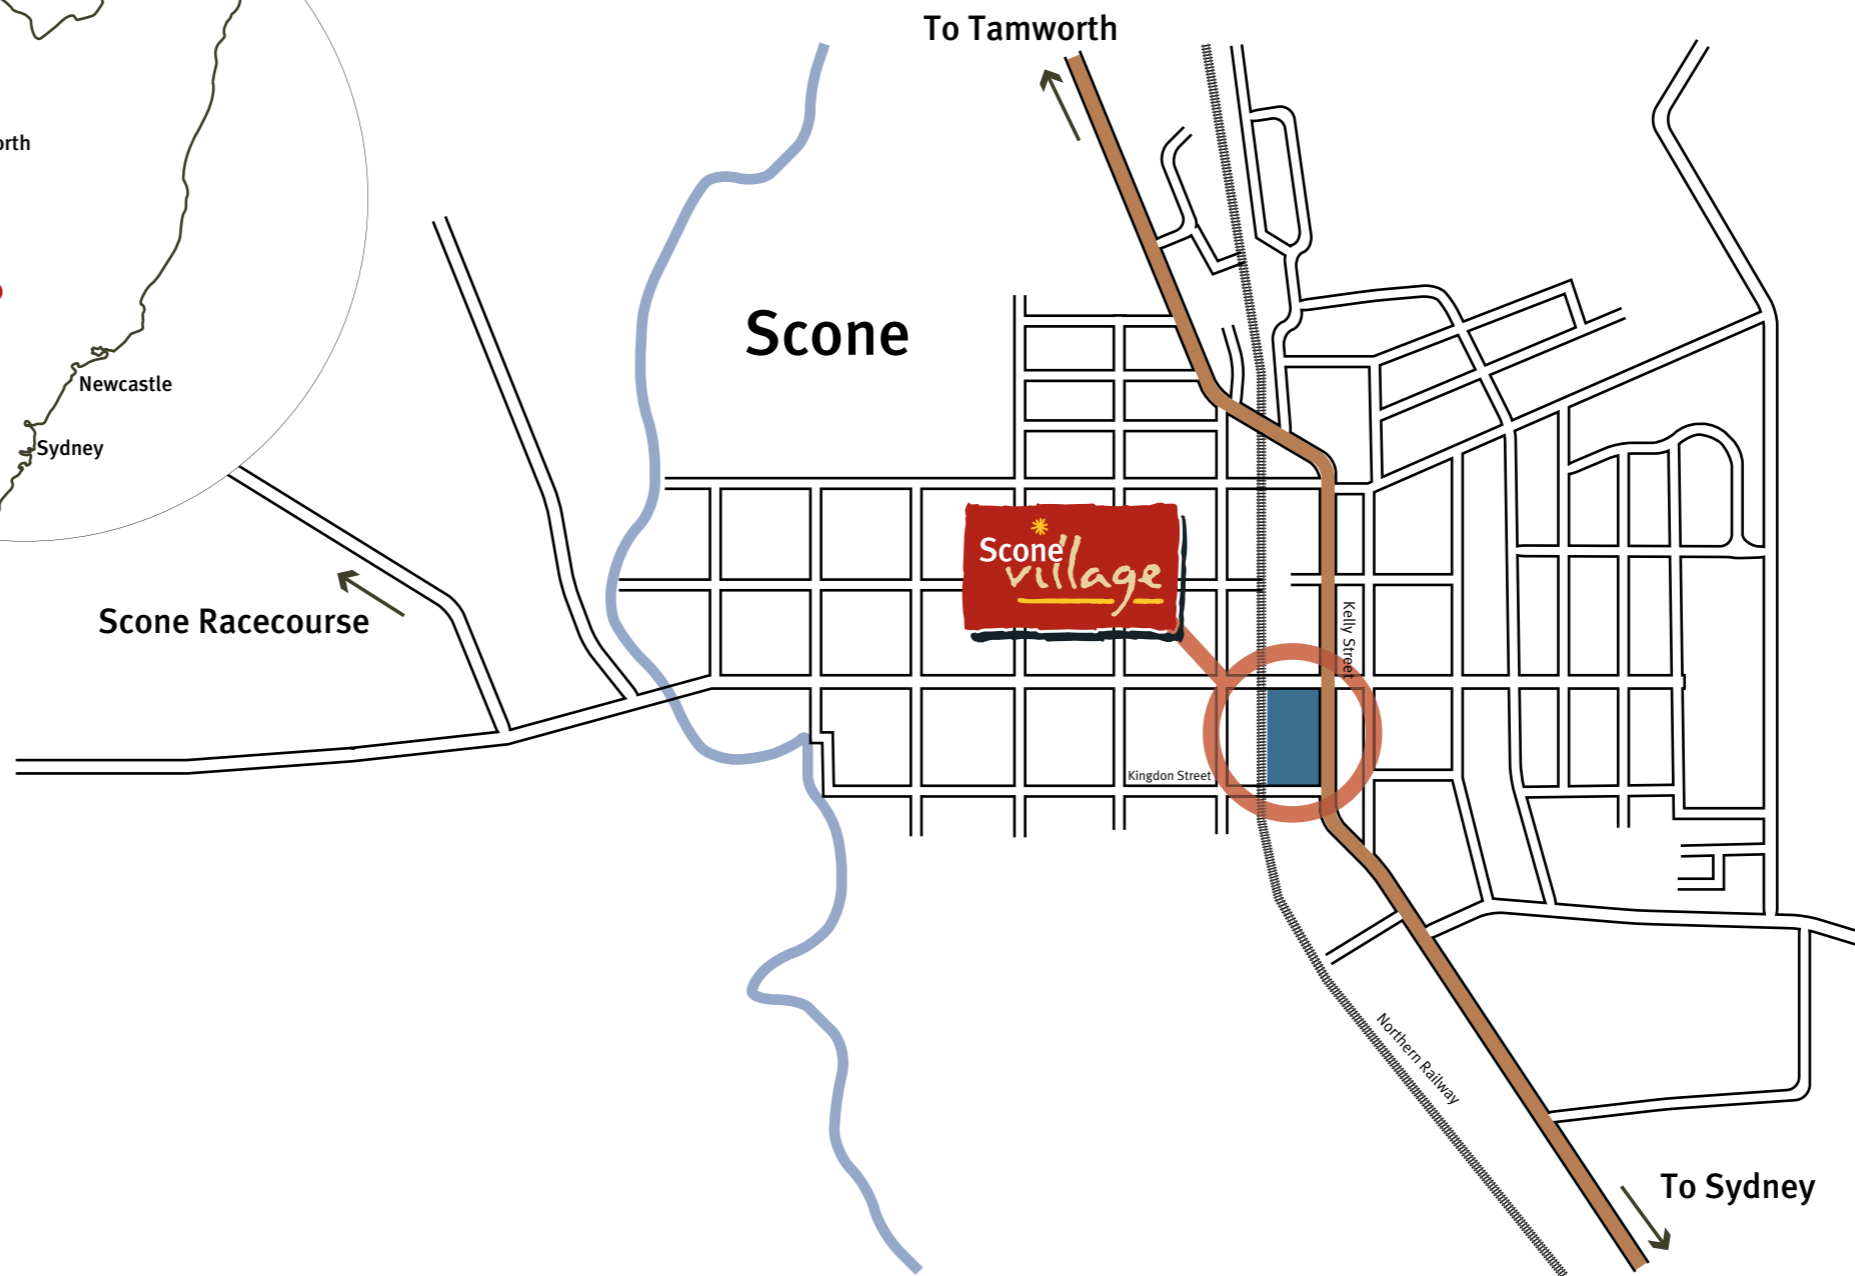 To Tamworth
orth
Scone
Newcastle
Sydney
Scone
village
Scone Racecourse
Kelly Street
Kingdon Street
Northern Railway
To Sydney